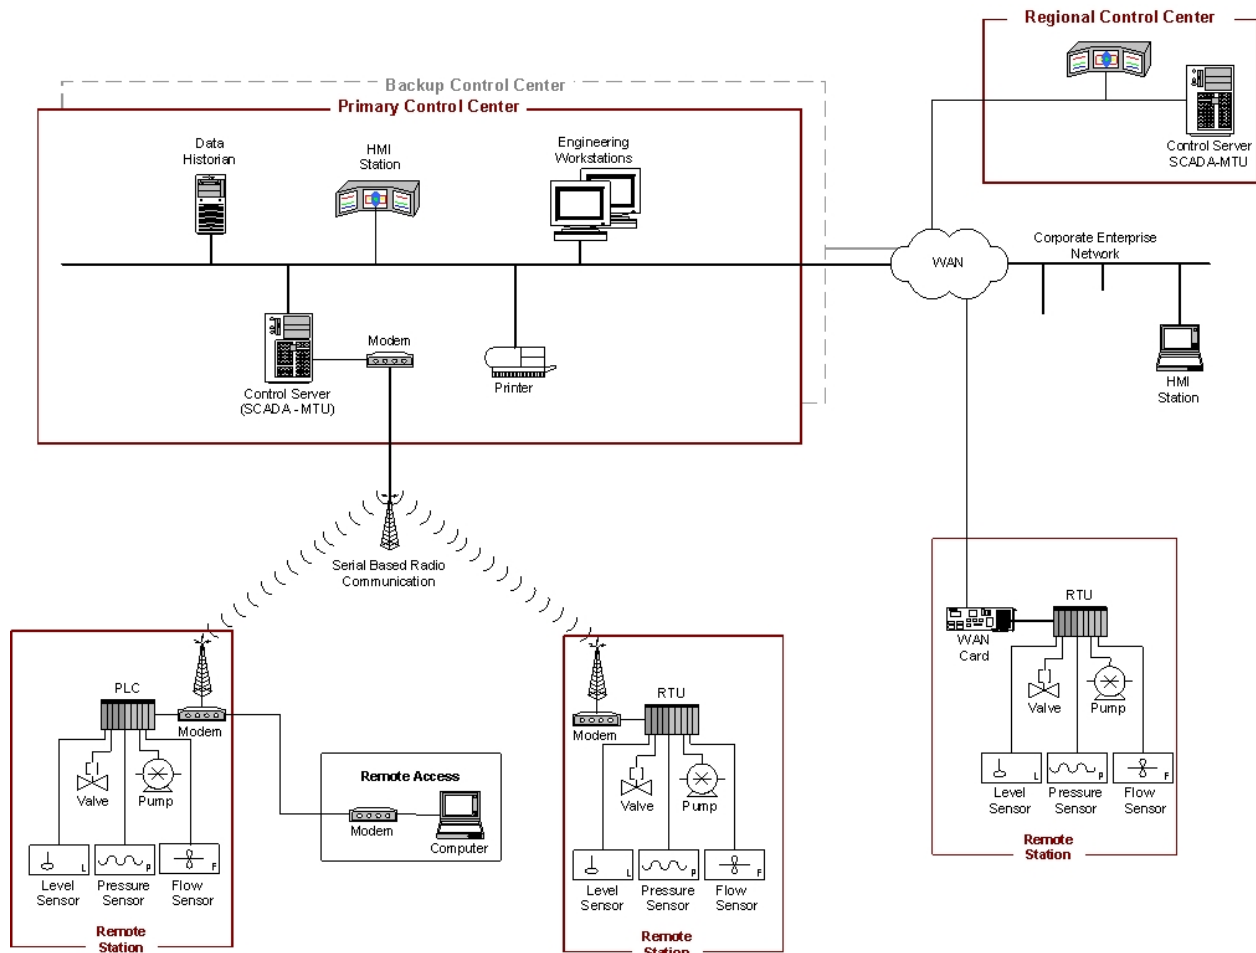 Regional Control Center
Control Server
SCADA-MTU
Backup Control Center
Primary Control Center
Data
Historian
HMI
Station
Engineering
Workstations
Control Server
(SCADA - MTU)
Modem
Printer
WAN
Corporate Enterprise
Network
HMI
Station
Serial Based Radio
Communication
PLC
Modem
Valve
Pump
L
P
F
Level
Sensor
Pressure
Sensor
Flow
Sensor
Remote
Station
Remote Access
Modem
Computer
RTU
Modem
Valve
Pump
L
P
F
Level
Sensor
Pressure
Sensor
Flow
Sensor
Remote
Station
RTU
WAN
Card
Valve
Pump
L
P
F
Level
Sensor
Pressure
Sensor
Flow
Sensor
Remote
Station